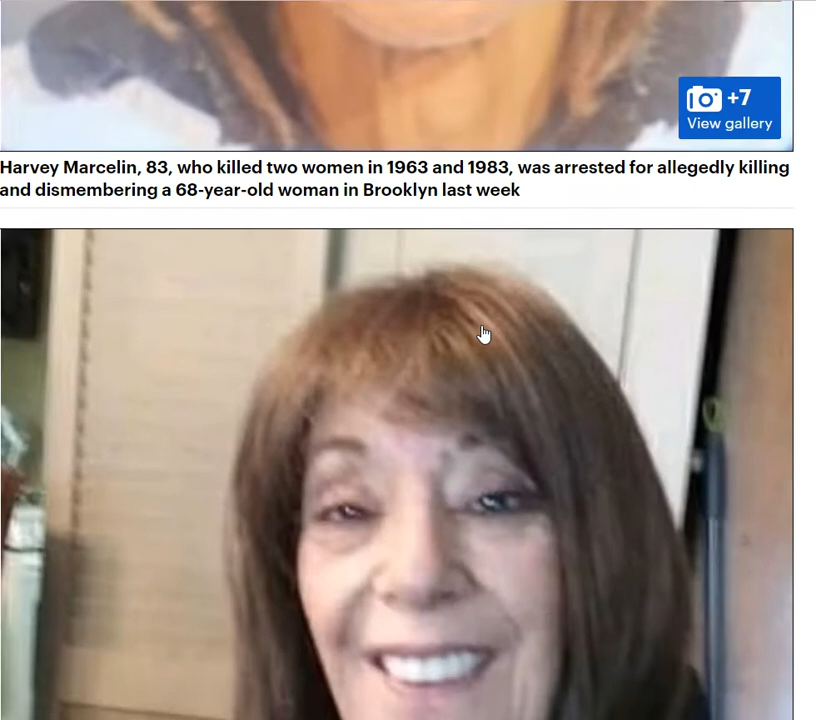 +7
View gallery
Harvey Marcelin, 83, who killed two women in 1963 and 1983, was arrested for allegedly killing
and dismembering a 68-year-old woman in Brooklyn last week